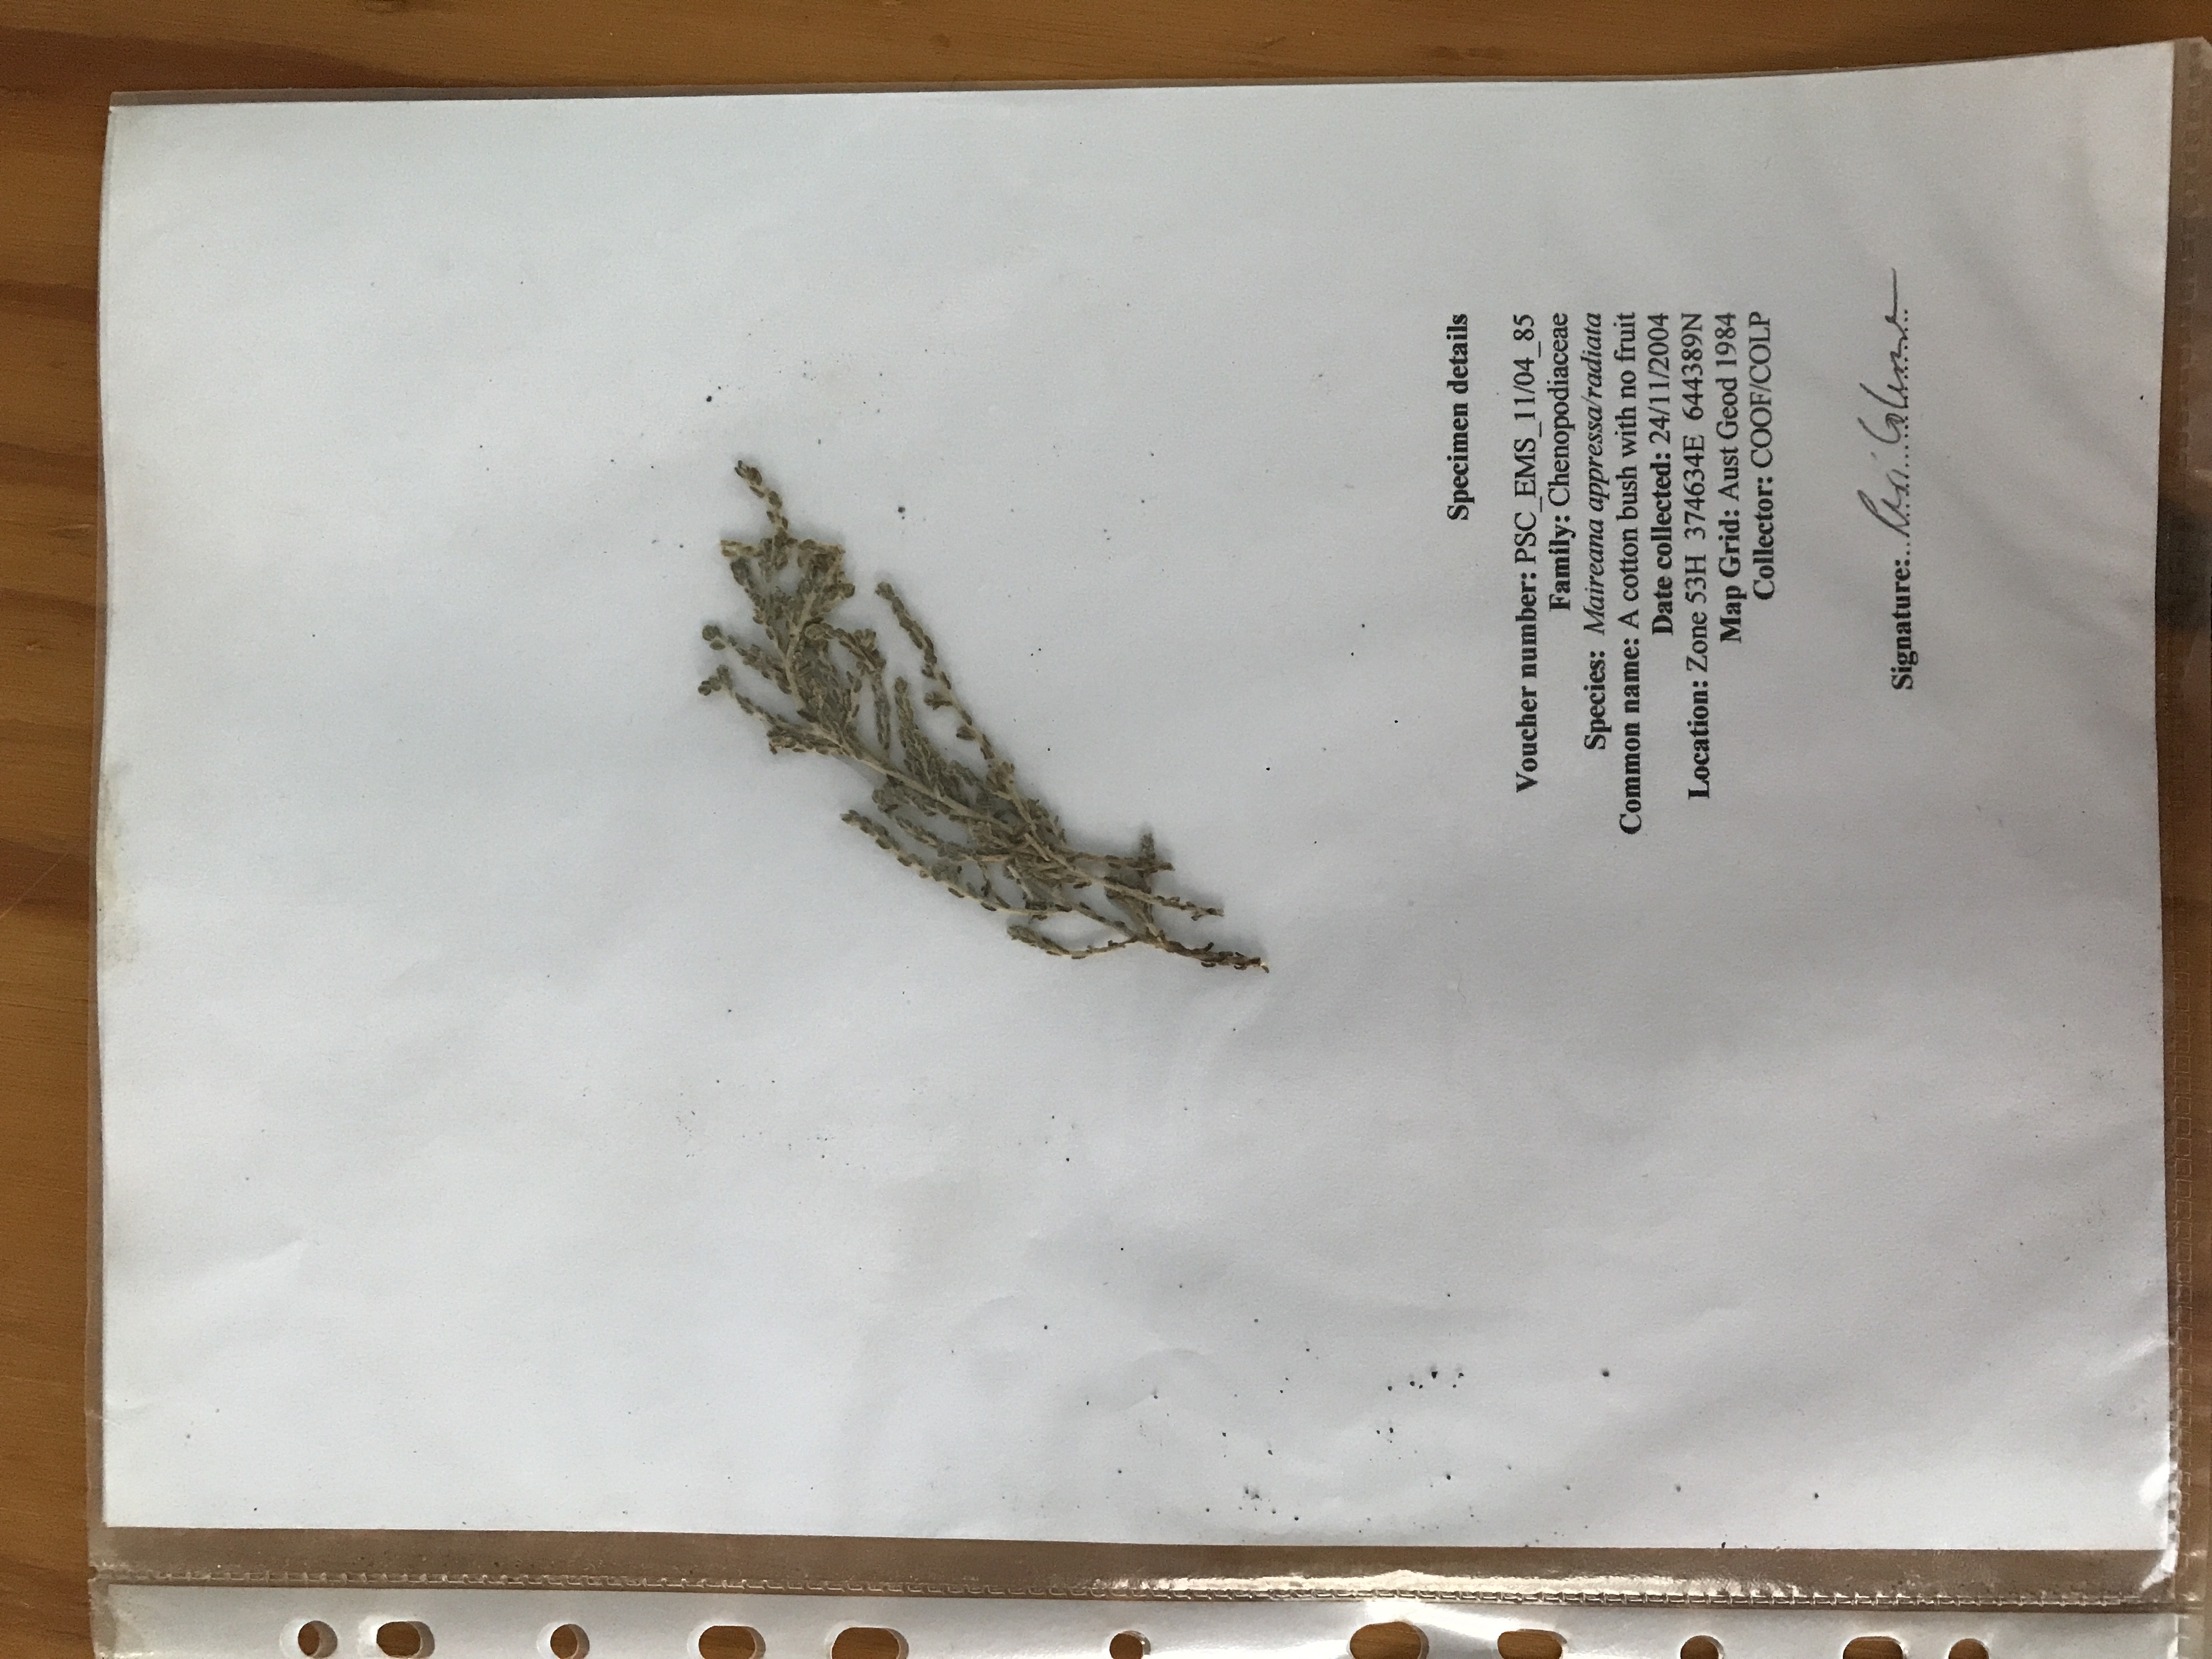 Specimen details
Voucher number: PSC_EMS_11/04_85
Family: Chenopodiaceae
Species: Maireana appressa/radiata
Common name: A cotton bush with no fruit
Date collected: 24/11/2004
Location: Zone 53H 374634E 644389N
Map Grid: Aust Geod 1984
Collector: COOF/COLP
Signature: